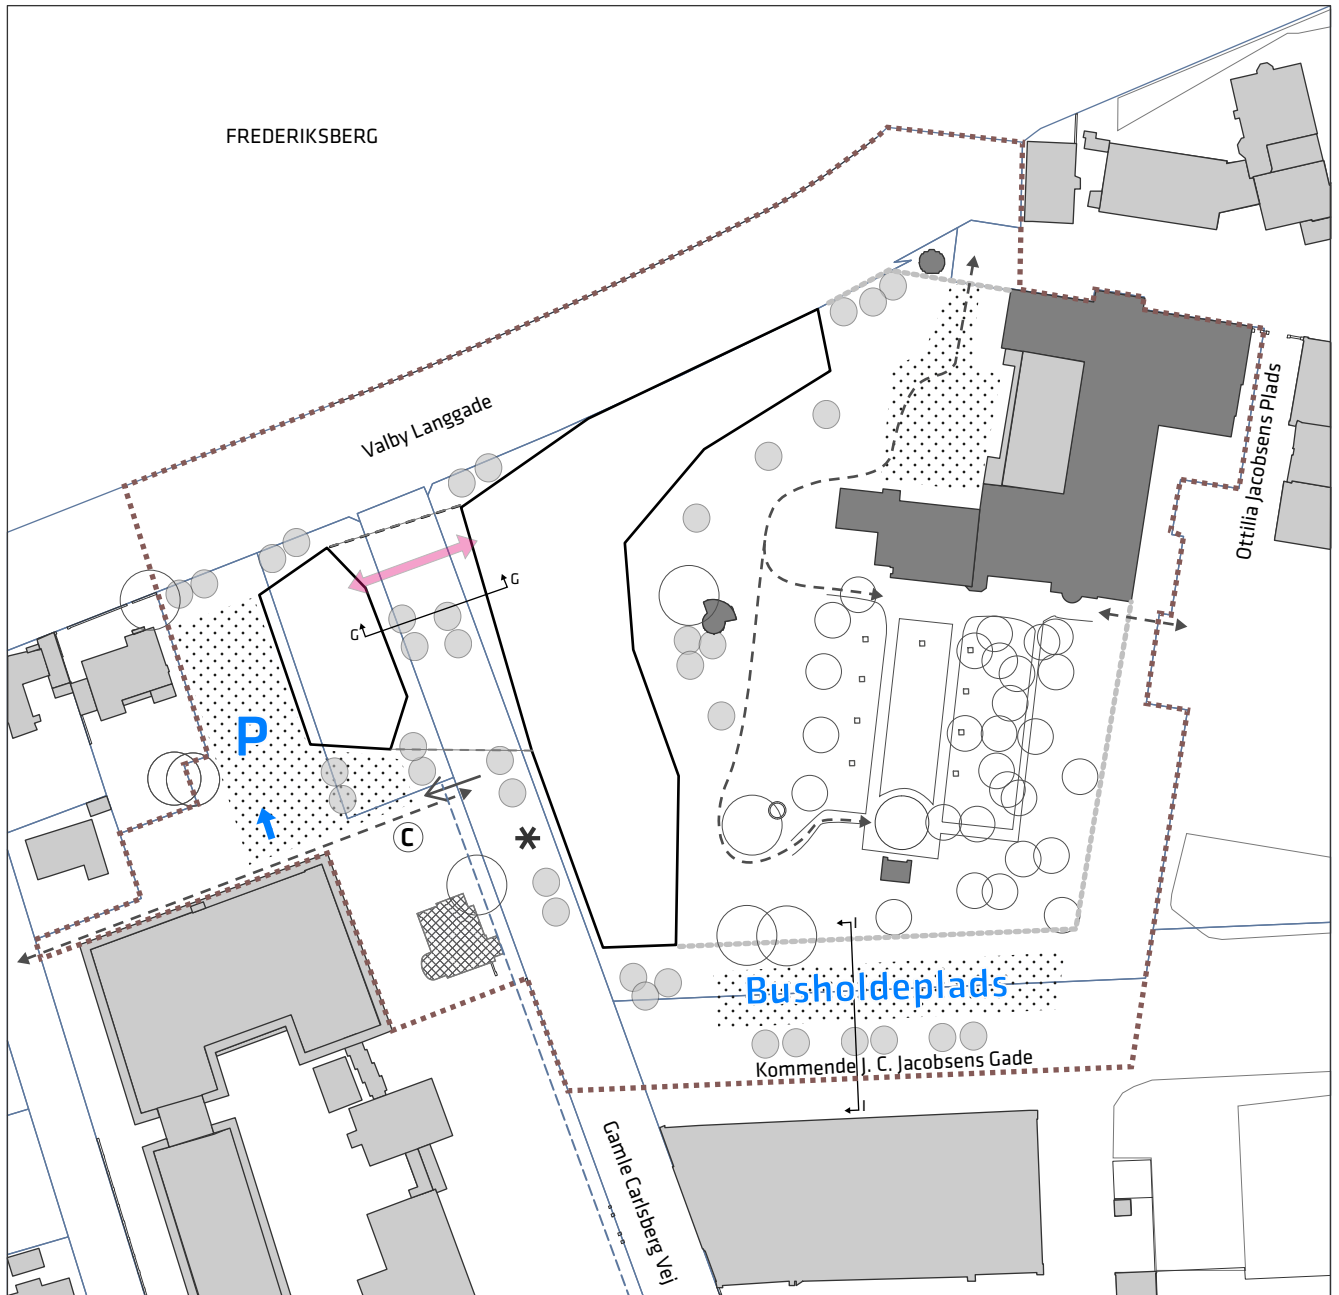 FREDERIKSBERG
Valby Langgade
Ottilia Jacobsens Plads
G
G
P
C
*
I
Busholdeplads
Kommende J. C. Jacobsens Gade
I
Gamle Carlsberg Vej